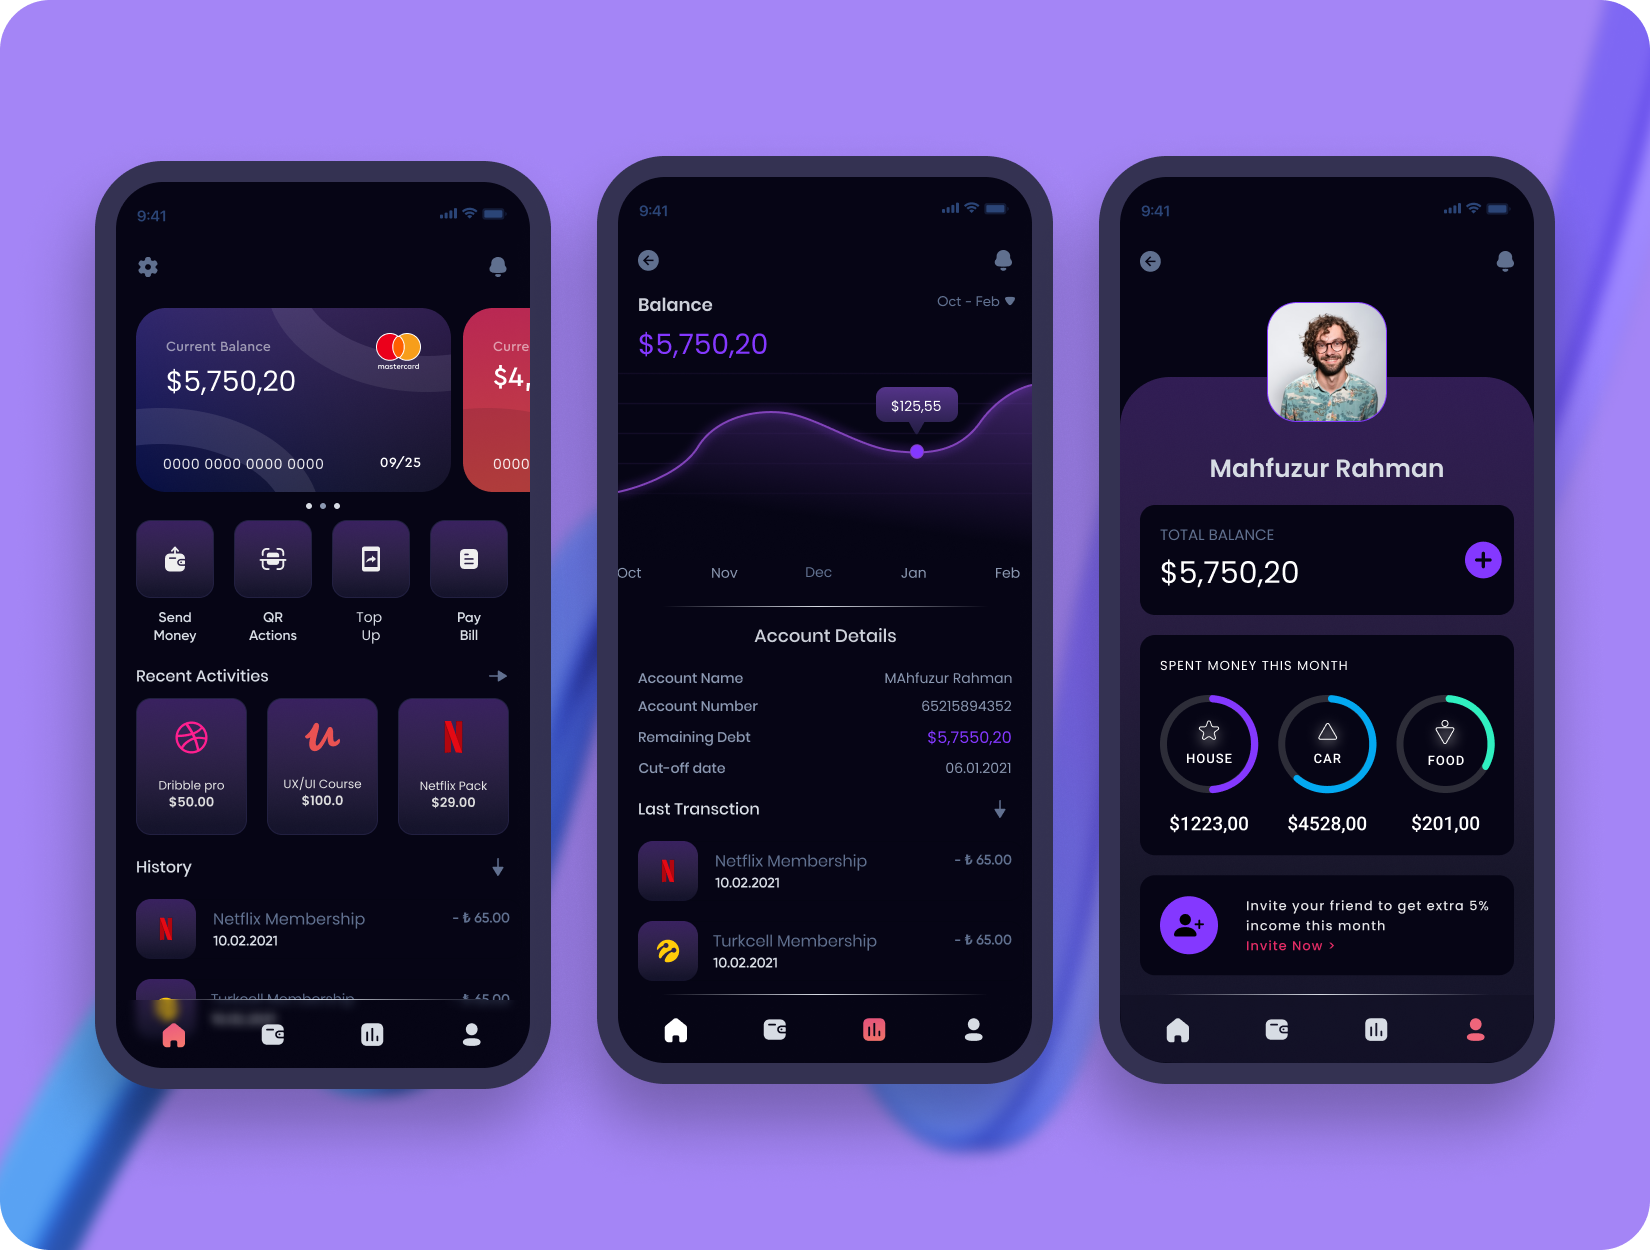 9:41
Current Balance
$5,750,20
mastercard
0000 0000 0000 0000
09/25
Curre
$4,
0000
Send
Money
QR
Actions
Top
Up
Pay
Bill
Recent Activities
Dribble pro
$50.00
UX/UI Course
$100.0
Netflix Pack
$29.00
History
Netflix Membership
10.02.2021
- ₺ 65.00
Turkcell Membership
- ₺ 65.00
9:41
Balance
Oct - Feb
$5,750,20
$125,55
Oct
Nov
Dec
Jan
Feb
Account Details
Account Name
MAhfuzur Rahman
Account Number
65215894352
Remaining Debt
$5,7550,20
Cut-off date
06.01.2021
Last Transction
Netflix Membership
10.02.2021
- ₺ 65.00
Turkcell Membership
10.02.2021
- ₺ 65.00
9:41
Mahfuzur Rahman
TOTAL BALANCE
$5,750,20
SPENT MONEY THIS MONTH
HOUSE
CAR
FOOD
$1223,00
$4528,00
$201,00
Invite your friend to get extra 5%
income this month
Invite Now >